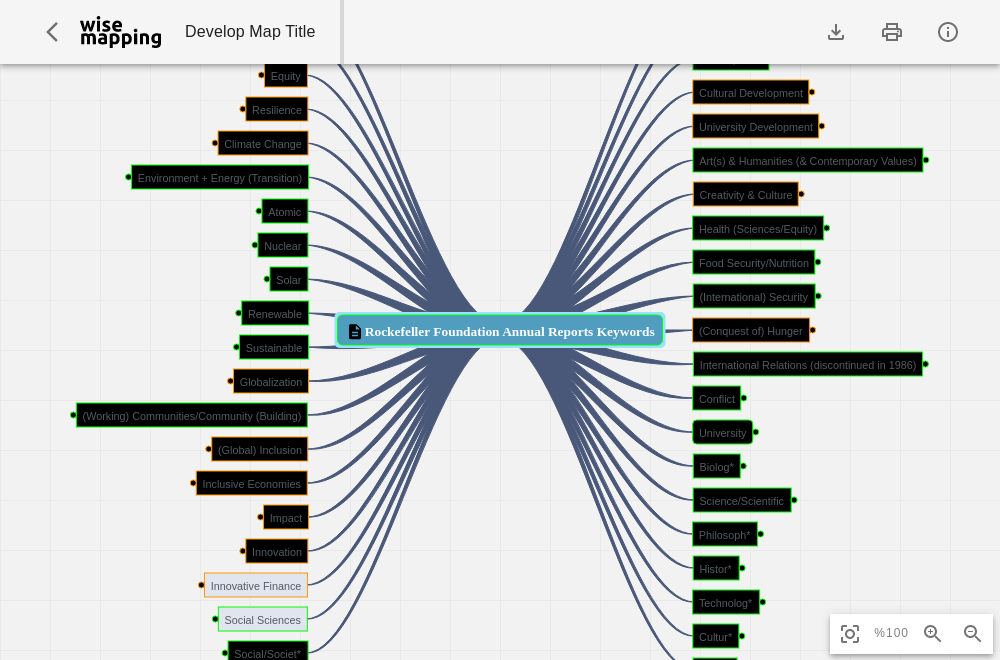 wise
mapping
Develop Map Title
Equity
Resilience
Climate Change
Environment + Energy (Transition)
Atomic
Nuclear
Solar
Renewable
Sustainable
Globalization
(Working) Communities/Community (Building)
(Global) Inclusion
Inclusive Economies
Impact
Innovation
Innovative Finance
Social Sciences
Social/Societ*
Rockefeller Foundation Annual Reports Keywords
Cultural Development
University Development
Art(s) & Humanities (& Contemporary Values)
Creativity & Culture
Health (Sciences/Equity)
Food Security/Nutrition
(International) Security
(Conquest of) Hunger
International Relations (discontinued in 1986)
Conflict
University
Biolog*
Science/Scientific
Philosoph*
Histor*
Technolog*
Cultur*
%100